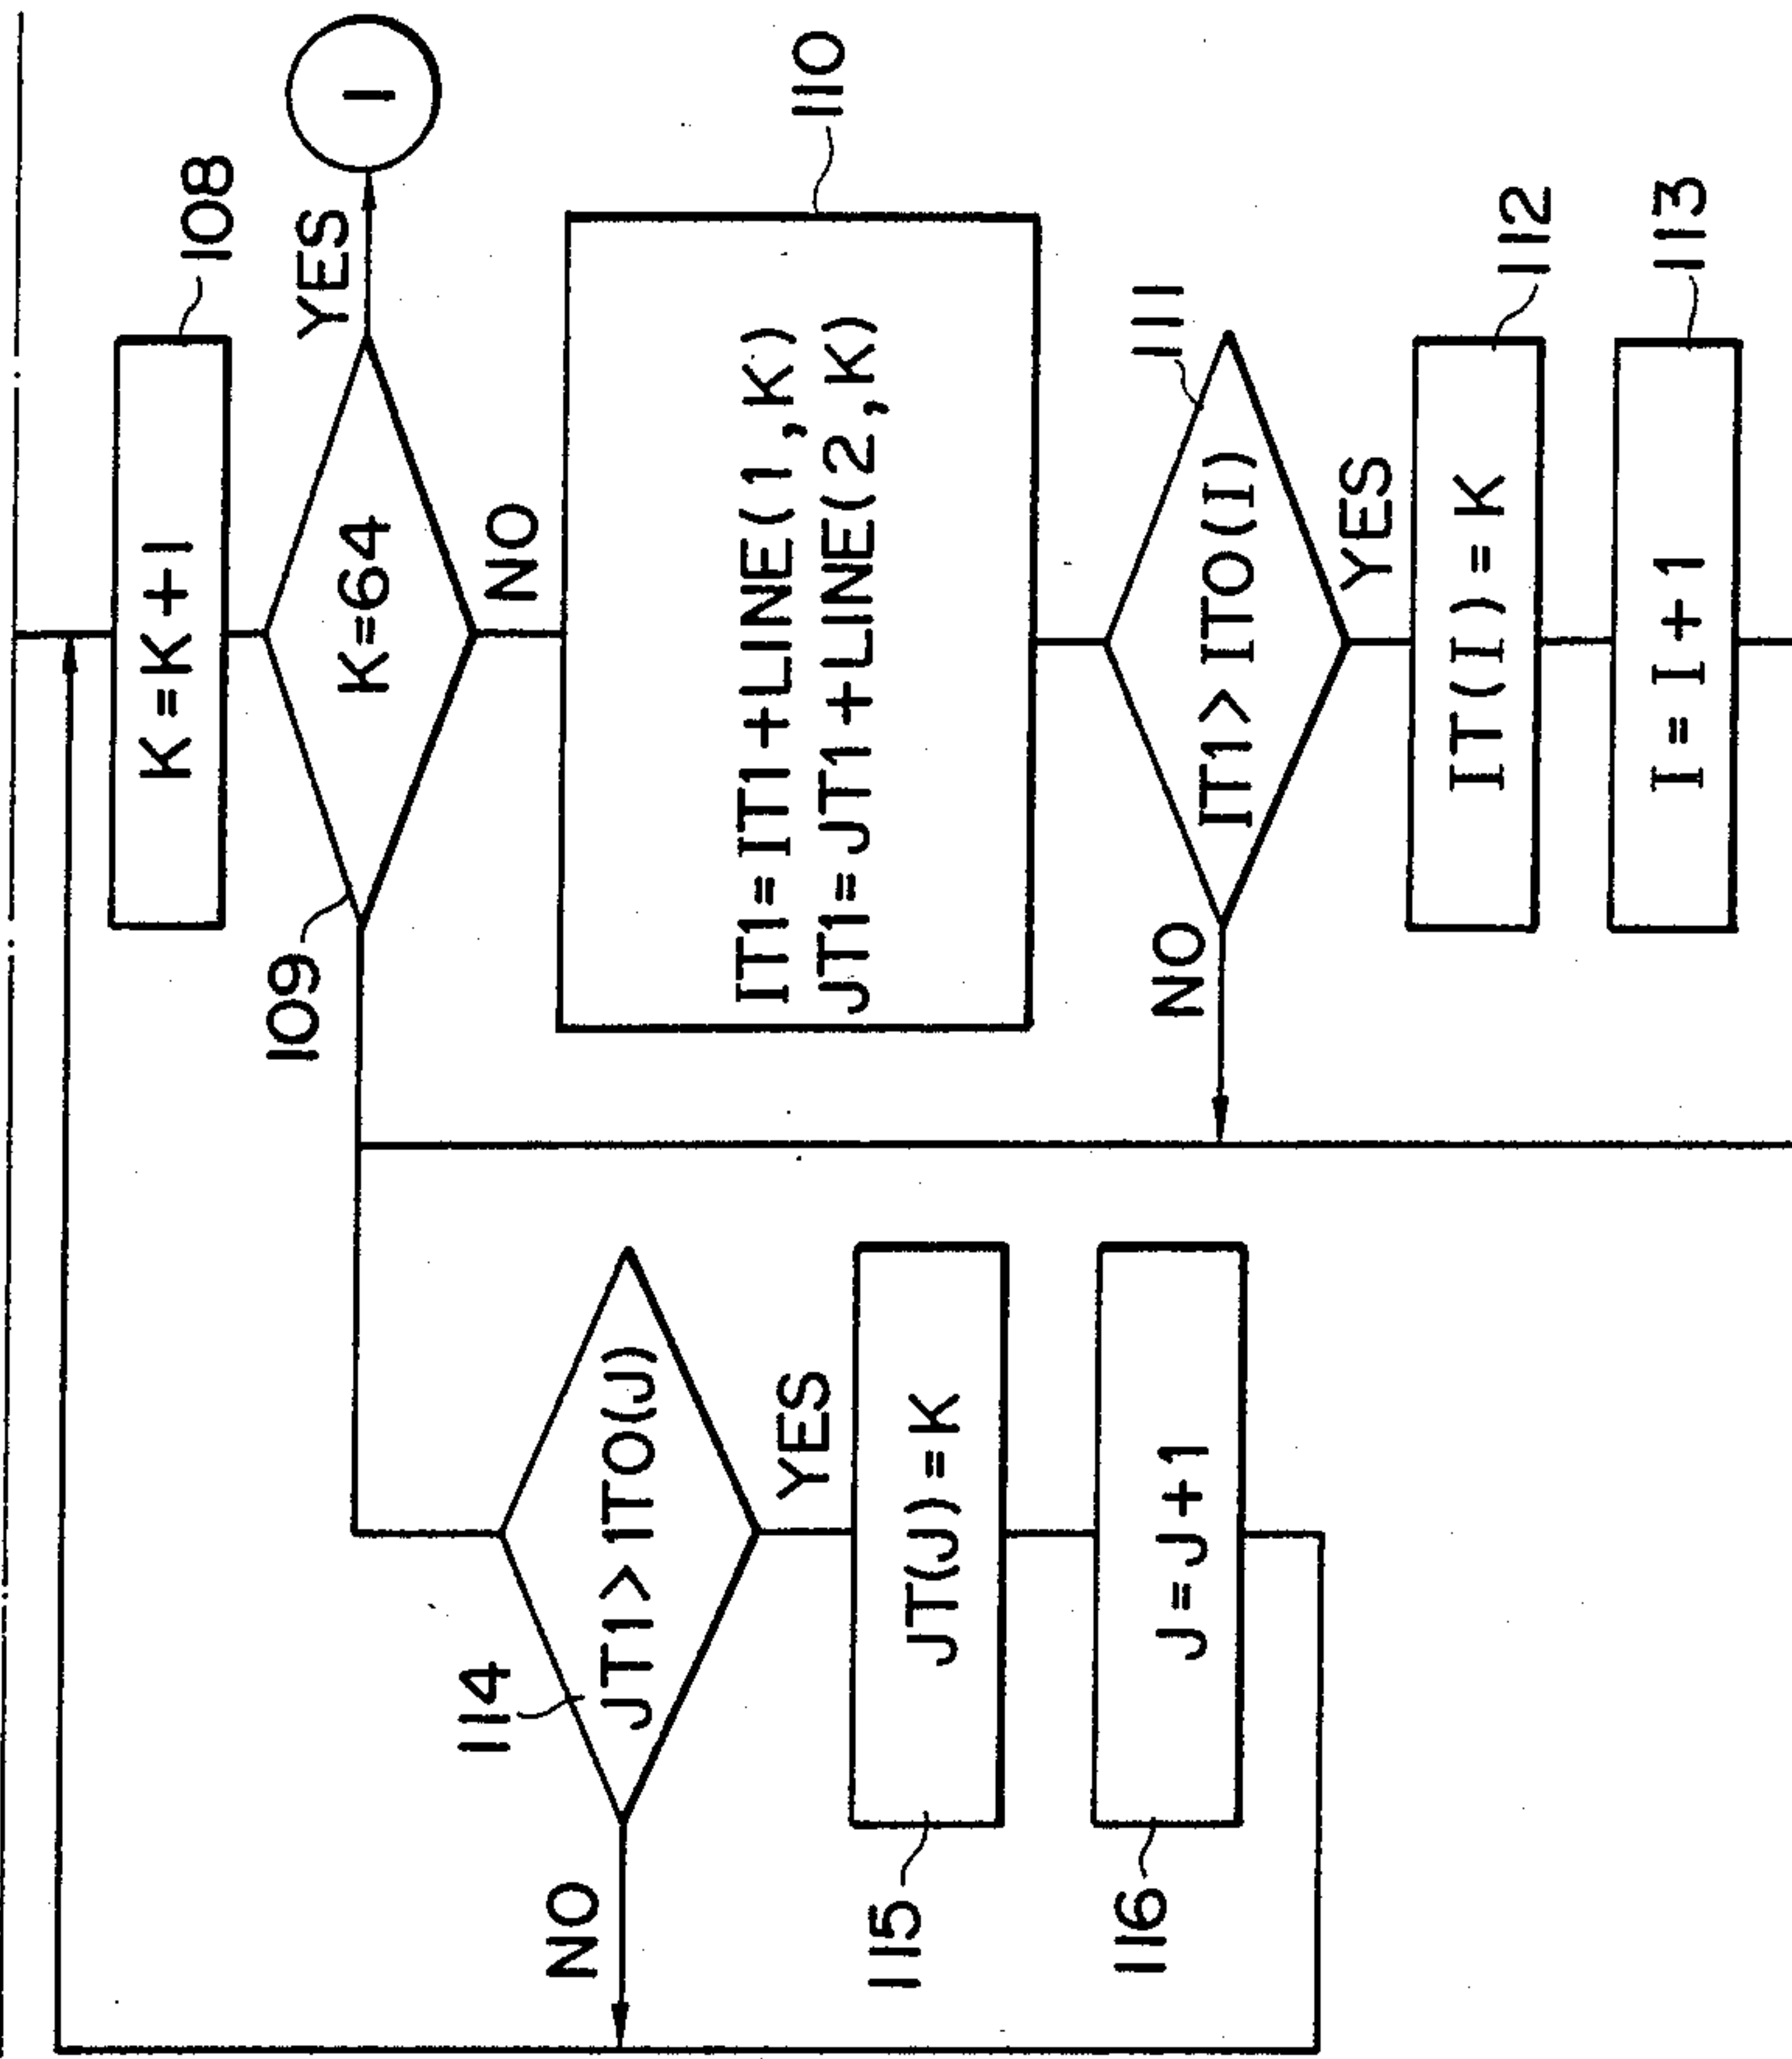 108
K=K+1
1
YES
K=64
109
NO
110
IT1=IT1+LINE(1,K)
JT1=JT1+LINE(2,K)
111
IT1>ITO(I)
NO
YES
112
IT(I)=K
113
I=I+1
114
JT1>ITO(J)
NO
YES
115
JT(J)=K
116
J=J+1